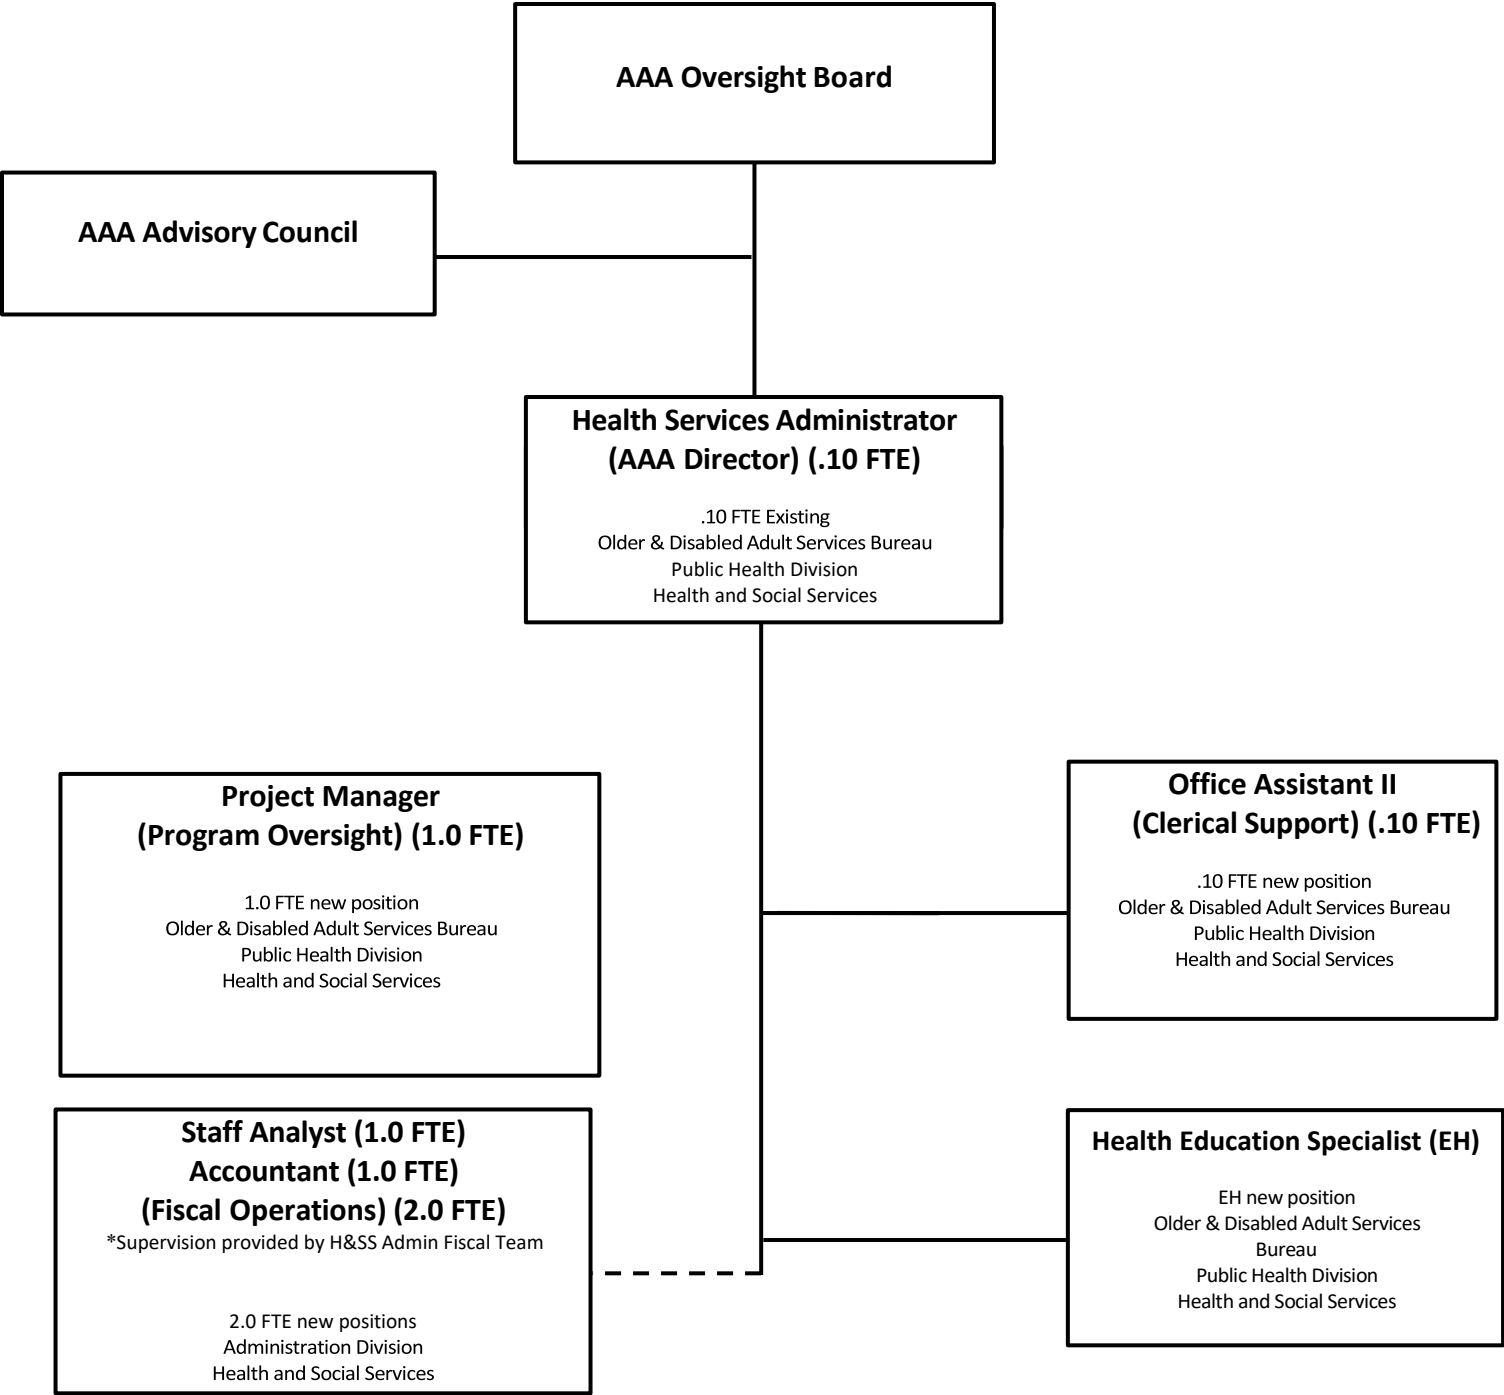 AAA Oversight Board
AAA Advisory Council
Health Services Administrator
(AAA Director) (.10 FTE)
.10 FTE Existing
Older & Disabled Adult Services Bureau
Public Health Division
Health and Social Services
Project Manager
(Program Oversight) (1.0 FTE)
1.0 FTE new position
Older & Disabled Adult Services Bureau
Public Health Division
Health and Social Services
Office Assistant II
(Clerical Support) (.10 FTE)
.10 FTE new position
Older & Disabled Adult Services Bureau
Public Health Division
Health and Social Services
Staff Analyst (1.0 FTE)
Accountant (1.0 FTE)
(Fiscal Operations) (2.0 FTE)
*Supervision provided by H&SS Admin Fiscal Team
2.0 FTE new positions
Administration Division
Health and Social Services
Health Education Specialist (EH)
EH new position
Older & Disabled Adult Services
Bureau
Public Health Division
Health and Social Services